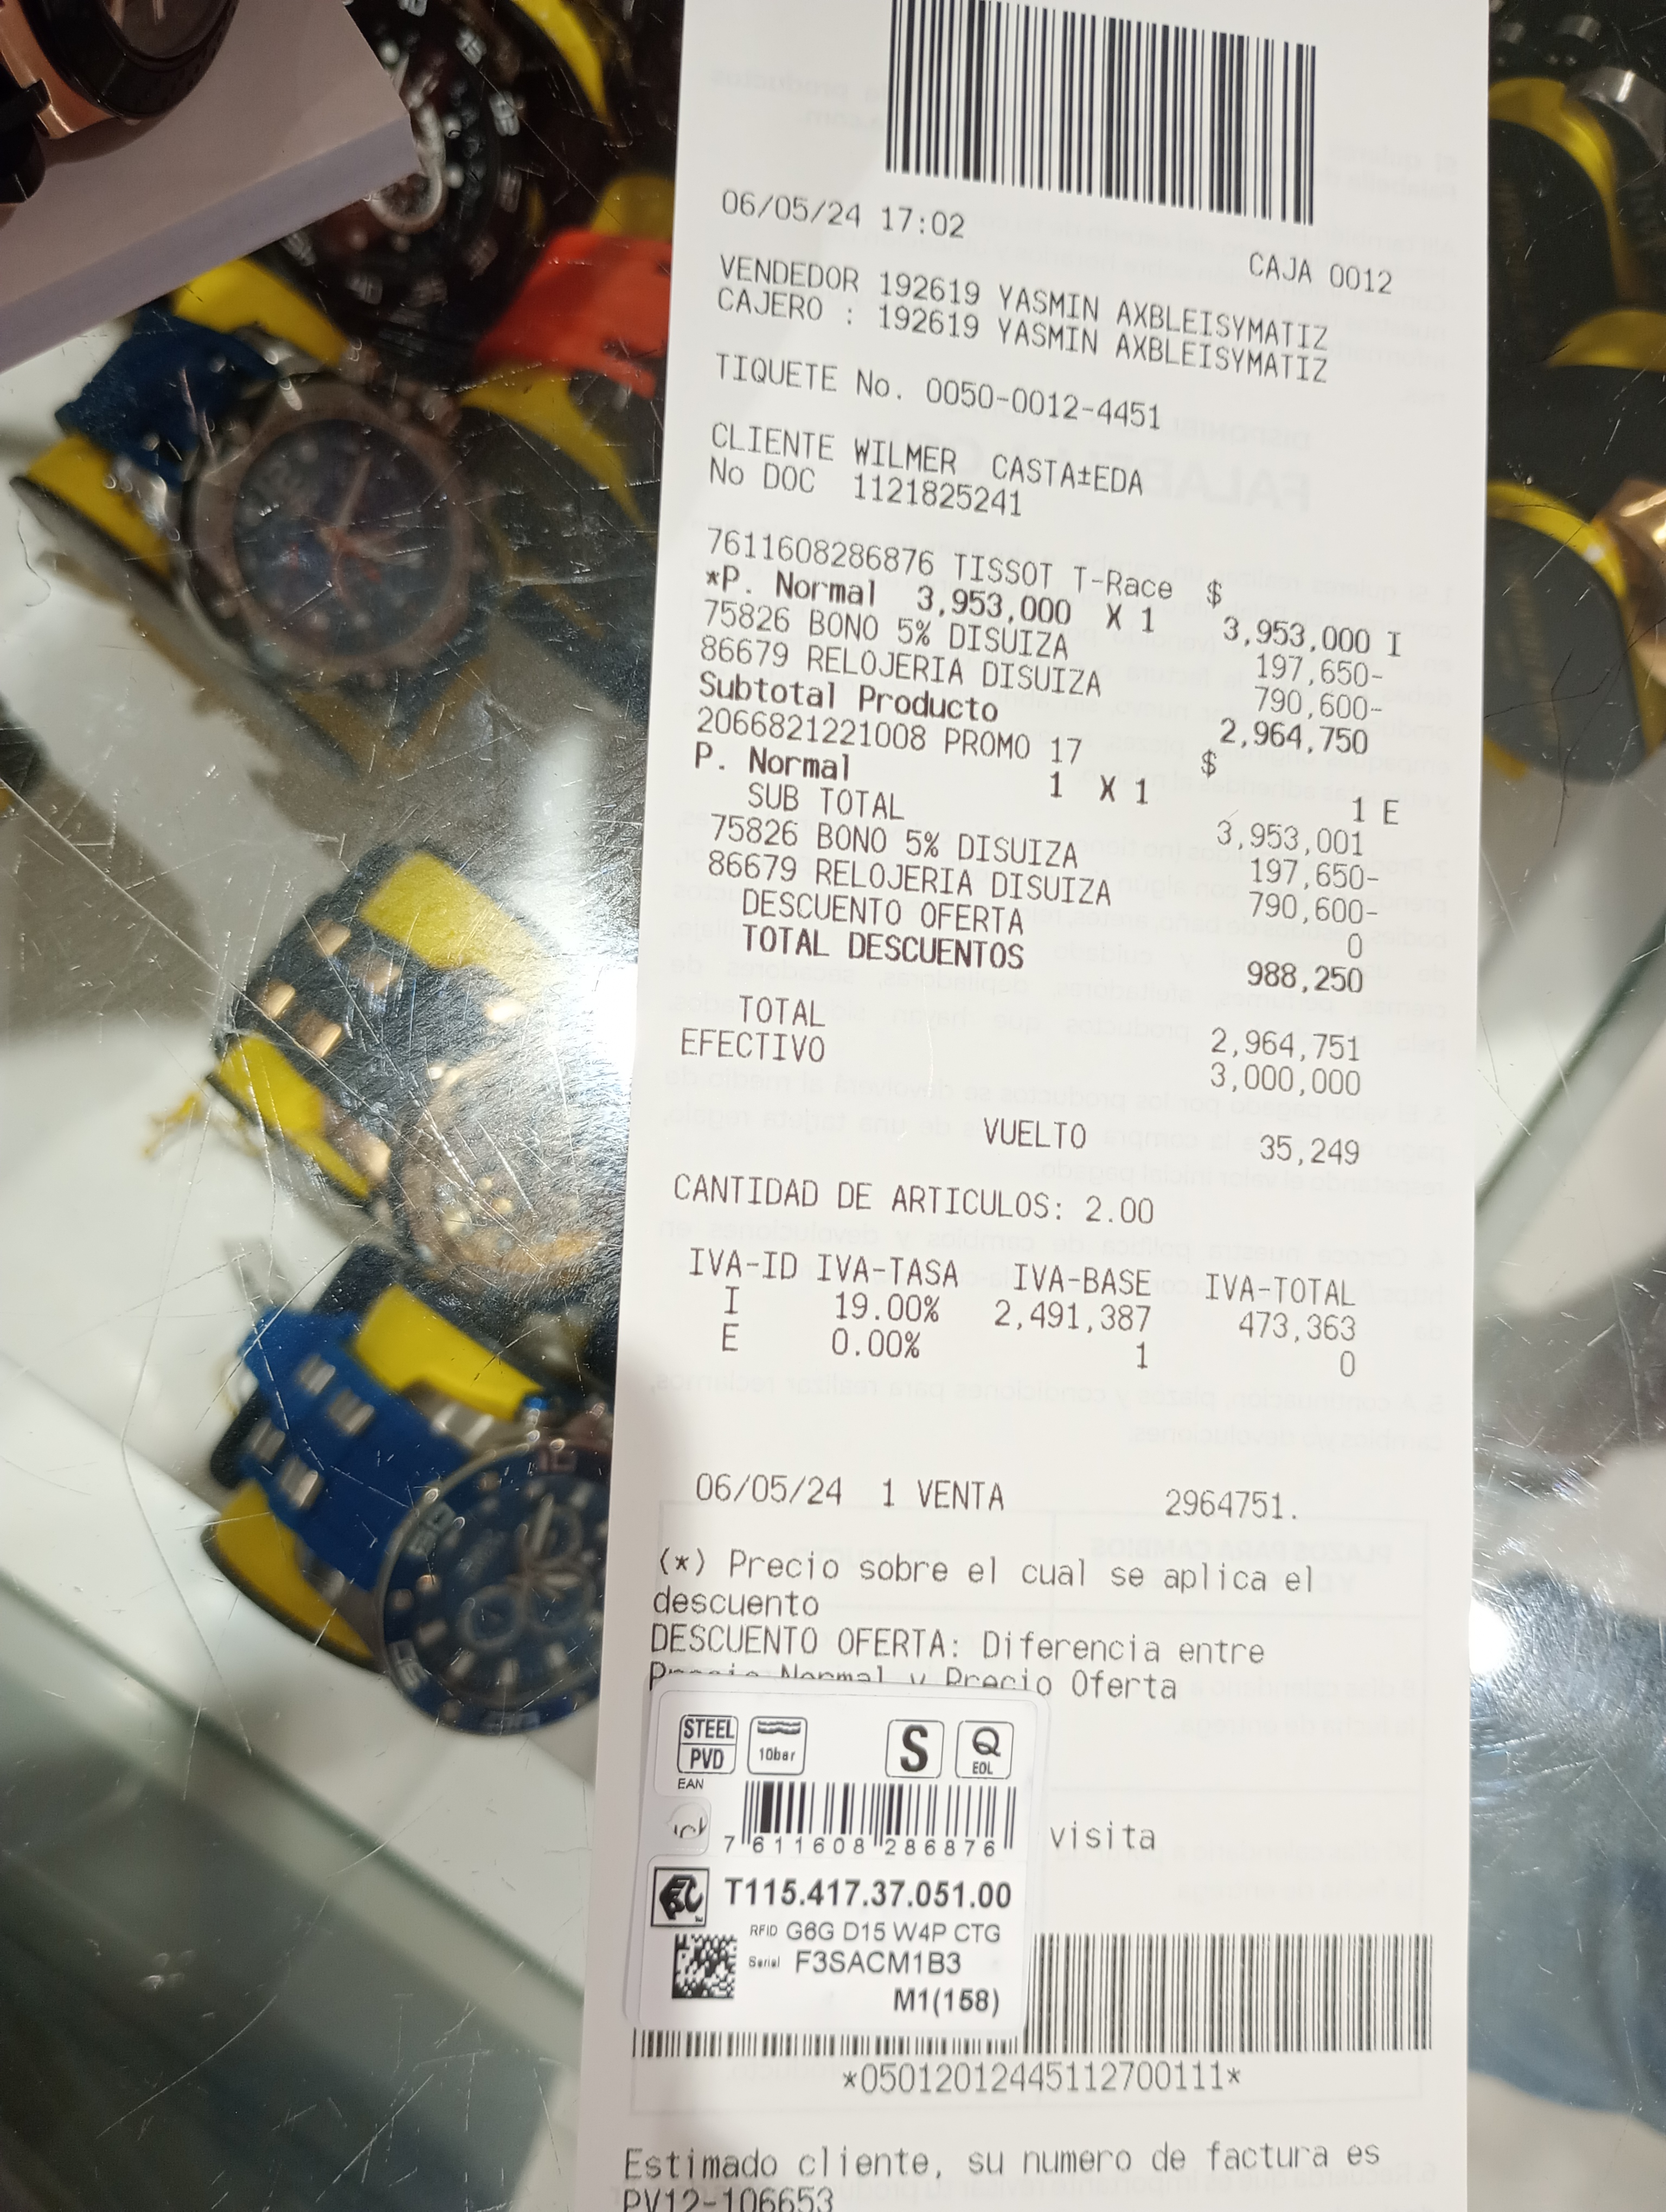 06/05/24 17:02
CAJA 0012
VENDEDOR 192619 YASMIN AXBLEISYMATIZ
CAJERO : 192619 YASMIN AXBLEISYMATIZ
TIQUETE No. 0050-0012-4451
CLIENTE WILMER CASTA±EDA
No DOC 1121825241
7611608286876 TISSOT T-Race $
*P. Normal 3,953,000 X 1 3,953,000 I
75826 BONO 5% DISUIZA 197,650-
86679 RELOJERIA DISUIZA 790,600-
Subtotal Producto 2,964,750
2066821221008 PROMO 17 $
P. Normal 1 X 1 1 E
SUB TOTAL 3,953,001
75826 BONO 5% DISUIZA 197,650-
86679 RELOJERIA DISUIZA 790,600-
DESCUENTO OFERTA 0
TOTAL DESCUENTOS 988,250
TOTAL 2,964,751
EFECTIVO 3,000,000
VUELTO 35,249
CANTIDAD DE ARTICULOS: 2.00
IVA-ID IVA-TASA IVA-BASE IVA-TOTAL
I 19.00% 2,491,387 473,363
E 0.00% 1 0
06/05/24 1 VENTA 2964751.
(*) Precio sobre el cual se aplica el
descuento
DESCUENTO OFERTA: Diferencia entre
Precio Normal y Precio Oferta
STEEL PVD 10bar S Q EOL
EAN
7 611608 286876
visita
T115.417.37.051.00
RFID G6G D15 W4P CTG
Serial F3SACM1B3
M1(158)
*050120124451127001 11*
Estimado cliente, su numero de factura es
PV12-106653